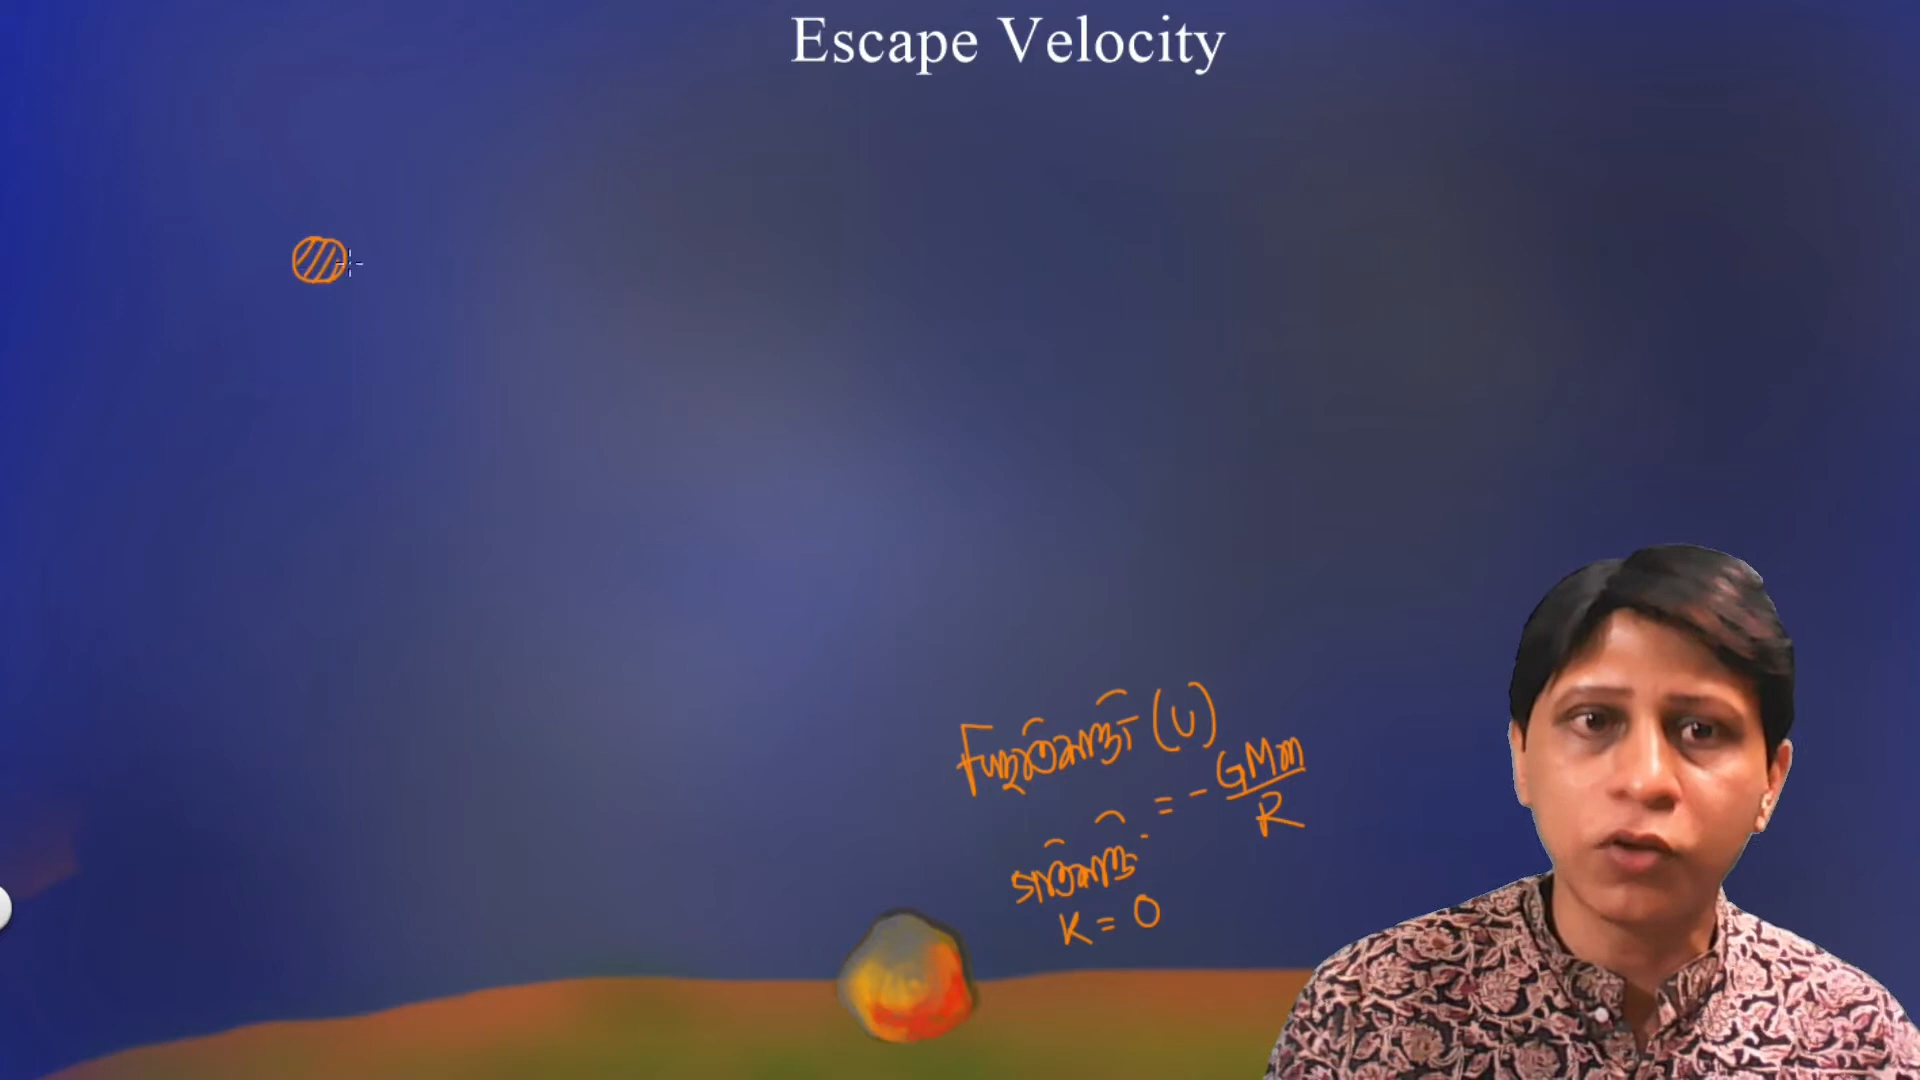 Escape Velocity
স্থিতিশক্তি (U)
= - GMm/R
গতিশক্তি
K = 0